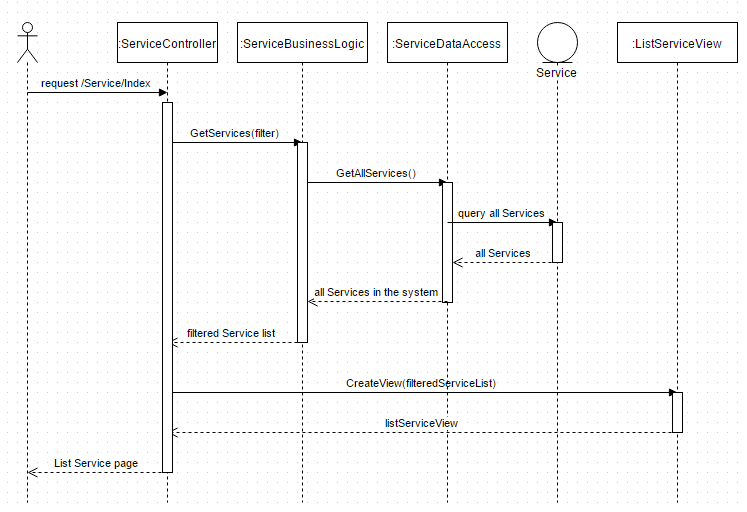 :ServiceController
:ServiceBusinessLogic
:ServiceDataAccess
Service
:ListServiceView
request /Service/Index
GetServices(filter)
GetAllServices()
query all Services
all Services
all Services in the system
filtered Service list
CreateView(filteredServiceList)
listServiceView
List Service page